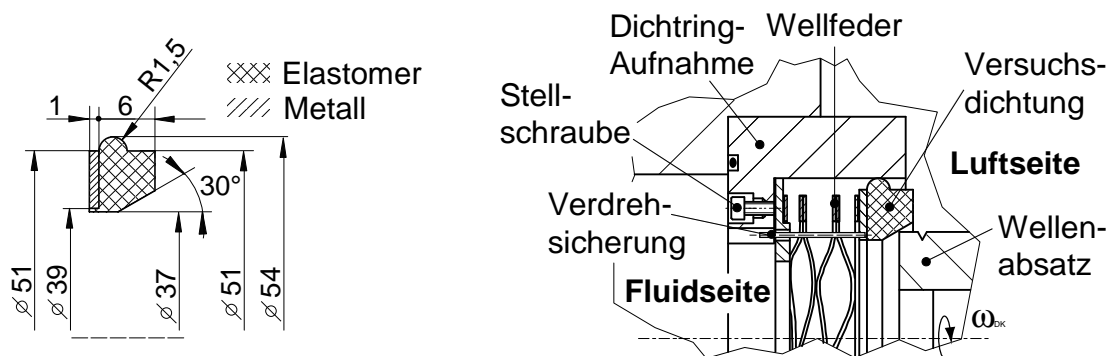 R1,5
Elastomer
Metall
1
6
30°
⌀ 51
⌀ 39
⌀ 37
⌀ 51
⌀ 54
Dichtring-
Aufnahme
Wellfeder
Versuchs-
dichtung
Stell-
schraube
Luftseite
Verdreh-
sicherung
Fluidseite
Wellen-
absatz
ωDK